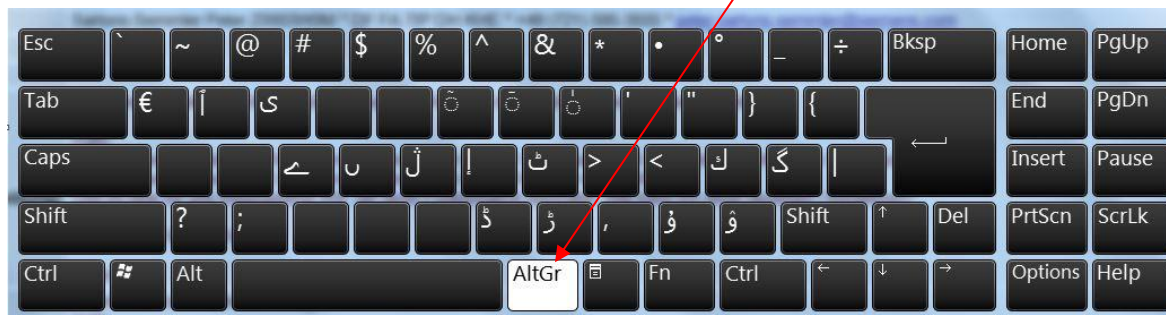 Esc ` ~ @ # $ % ^ & * • ° _ ÷ Bksp Home PgUp
Tab € ى ' " } { End PgDn
Caps ے ں إ ٹ > < ك گ | Insert Pause
Shift ? ; ڈ ڑ , ۇ ۋ Shift ↑ Del PrtScn ScrLk
Ctrl Alt AltGr Fn Ctrl ← ↓ → Options Help